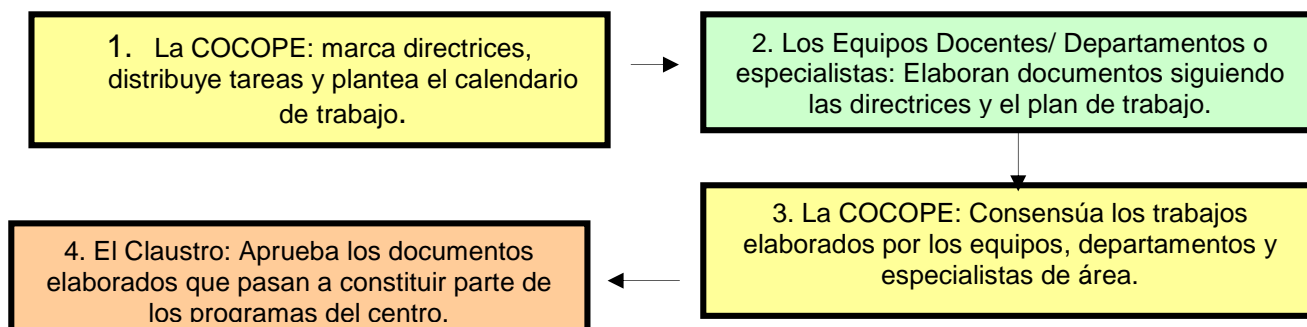 1. La COCOPE: marca directrices,
distribuye tareas y plantea el calendario
de trabajo.
2. Los Equipos Docentes/ Departamentos o
especialistas: Elaboran documentos siguiendo
las directrices y el plan de trabajo.
3. La COCOPE: Consensúa los trabajos
elaborados por los equipos, departamentos y
especialistas de área.
4. El Claustro: Aprueba los documentos
elaborados que pasan a constituir parte de
los programas del centro.